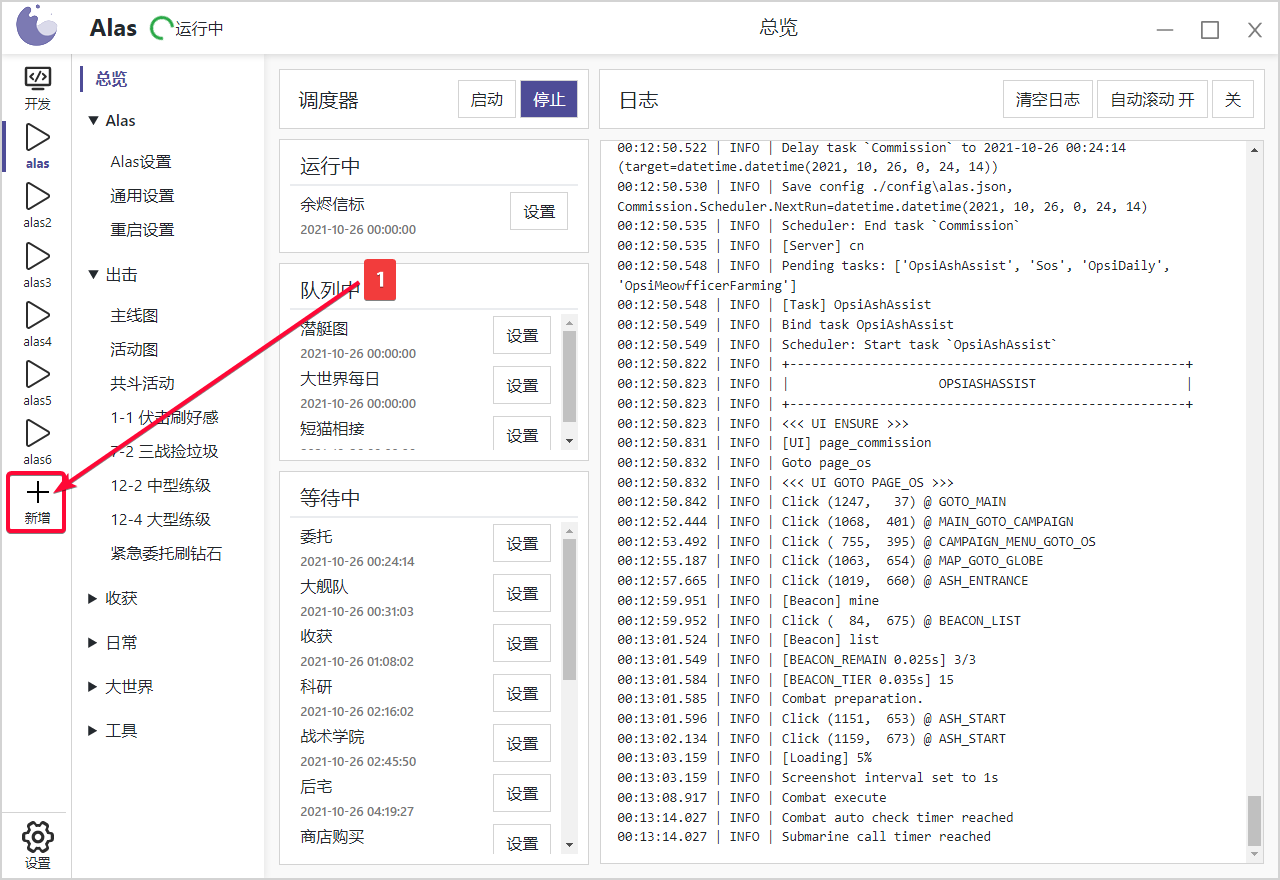 Alas
运行中
总览
开发
alas
alas2
alas3
alas4
alas5
alas6
新增
设置
总览
▼ Alas
Alas设置
通用设置
重启设置
▼ 出击
主线图
活动图
共斗活动
1-1 伏击刷好感
7-2 三战捡垃圾
12-2 中型练级
12-4 大型练级
紧急委托刷钻石
▶ 收获
▶ 日常
▶ 大世界
▶ 工具
调度器
启动
停止
运行中
余烬信标
2021-10-26 00:00:00
设置
队列中
1
潜艇图
2021-10-26 00:00:00
设置
大世界每日
2021-10-26 00:00:00
设置
短猫相接
设置
等待中
委托
2021-10-26 00:24:14
设置
大舰队
2021-10-26 00:31:03
设置
收获
2021-10-26 01:08:02
设置
科研
2021-10-26 02:16:02
设置
战术学院
2021-10-26 02:45:50
设置
后宅
2021-10-26 04:19:27
设置
商店购买
设置
日志
清空日志
自动滚动 开
关
00:12:50.522 | INFO | Delay task `Commission` to 2021-10-26 00:24:14
(target=datetime.datetime(2021, 10, 26, 0, 24, 14))
00:12:50.530 | INFO | Save config ./config\alas.json,
Commission.Scheduler.NextRun=datetime.datetime(2021, 10, 26, 0, 24, 14)
00:12:50.535 | INFO | Scheduler: End task `Commission`
00:12:50.535 | INFO | [Server] cn
00:12:50.548 | INFO | Pending tasks: ['OpsiAshAssist', 'Sos', 'OpsiDaily',
'OpsiMeowfficerFarming']
00:12:50.548 | INFO | [Task] OpsiAshAssist
00:12:50.549 | INFO | Bind task OpsiAshAssist
00:12:50.549 | INFO | Scheduler: Start task `OpsiAshAssist`
00:12:50.822 | INFO | +----------------------------------------------------+
00:12:50.823 | INFO | |                    OPSIASHASSIST                    |
00:12:50.823 | INFO | +----------------------------------------------------+
00:12:50.823 | INFO | <<< UI ENSURE >>>
00:12:50.831 | INFO | [UI] page_commission
00:12:50.832 | INFO | Goto page_os
00:12:50.832 | INFO | <<< UI GOTO PAGE_OS >>>
00:12:50.842 | INFO | Click (1247,   37) @ GOTO_MAIN
00:12:52.444 | INFO | Click (1068,  401) @ MAIN_GOTO_CAMPAIGN
00:12:53.492 | INFO | Click ( 755,  395) @ CAMPAIGN_MENU_GOTO_OS
00:12:55.187 | INFO | Click (1063,  654) @ MAP_GOTO_GLOBE
00:12:57.665 | INFO | Click (1019,  660) @ ASH_ENTRANCE
00:12:59.951 | INFO | [Beacon] mine
00:12:59.952 | INFO | Click (  84,  675) @ BEACON_LIST
00:13:01.524 | INFO | [Beacon] list
00:13:01.549 | INFO | [BEACON_REMAIN 0.025s] 3/3
00:13:01.584 | INFO | [BEACON_TIER 0.035s] 15
00:13:01.585 | INFO | Combat preparation.
00:13:01.596 | INFO | Click (1151,  653) @ ASH_START
00:13:02.134 | INFO | Click (1159,  673) @ ASH_START
00:13:03.159 | INFO | [Loading] 5%
00:13:03.159 | INFO | Screenshot interval set to 1s
00:13:08.917 | INFO | Combat execute
00:13:14.027 | INFO | Combat auto check timer reached
00:13:14.027 | INFO | Submarine call timer reached